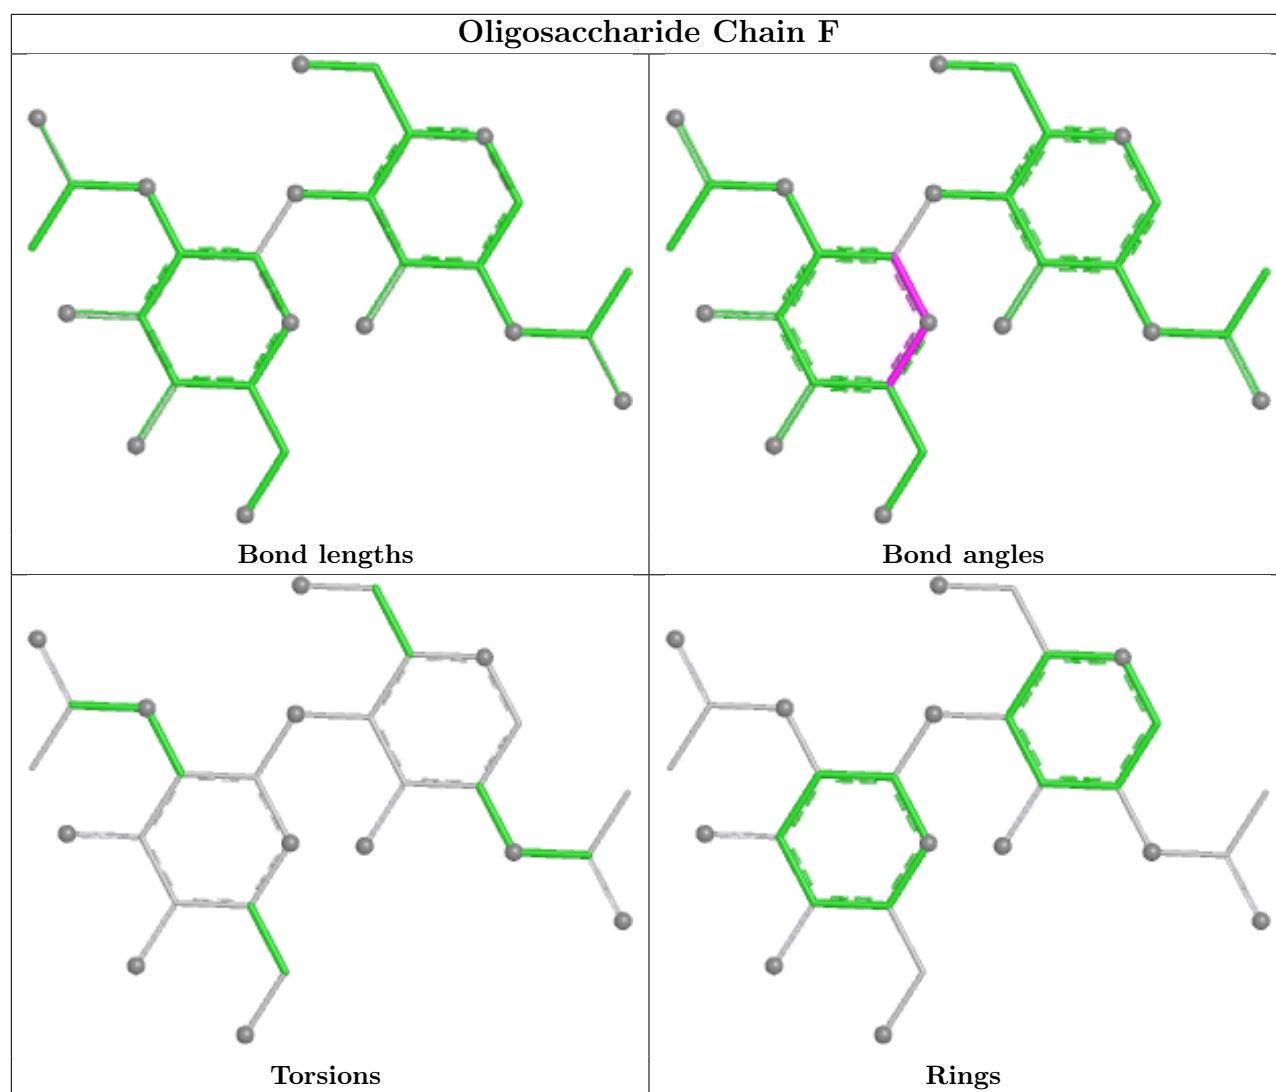 Oligosaccharide Chain F
Bond lengths
Bond angles
Torsions
Rings